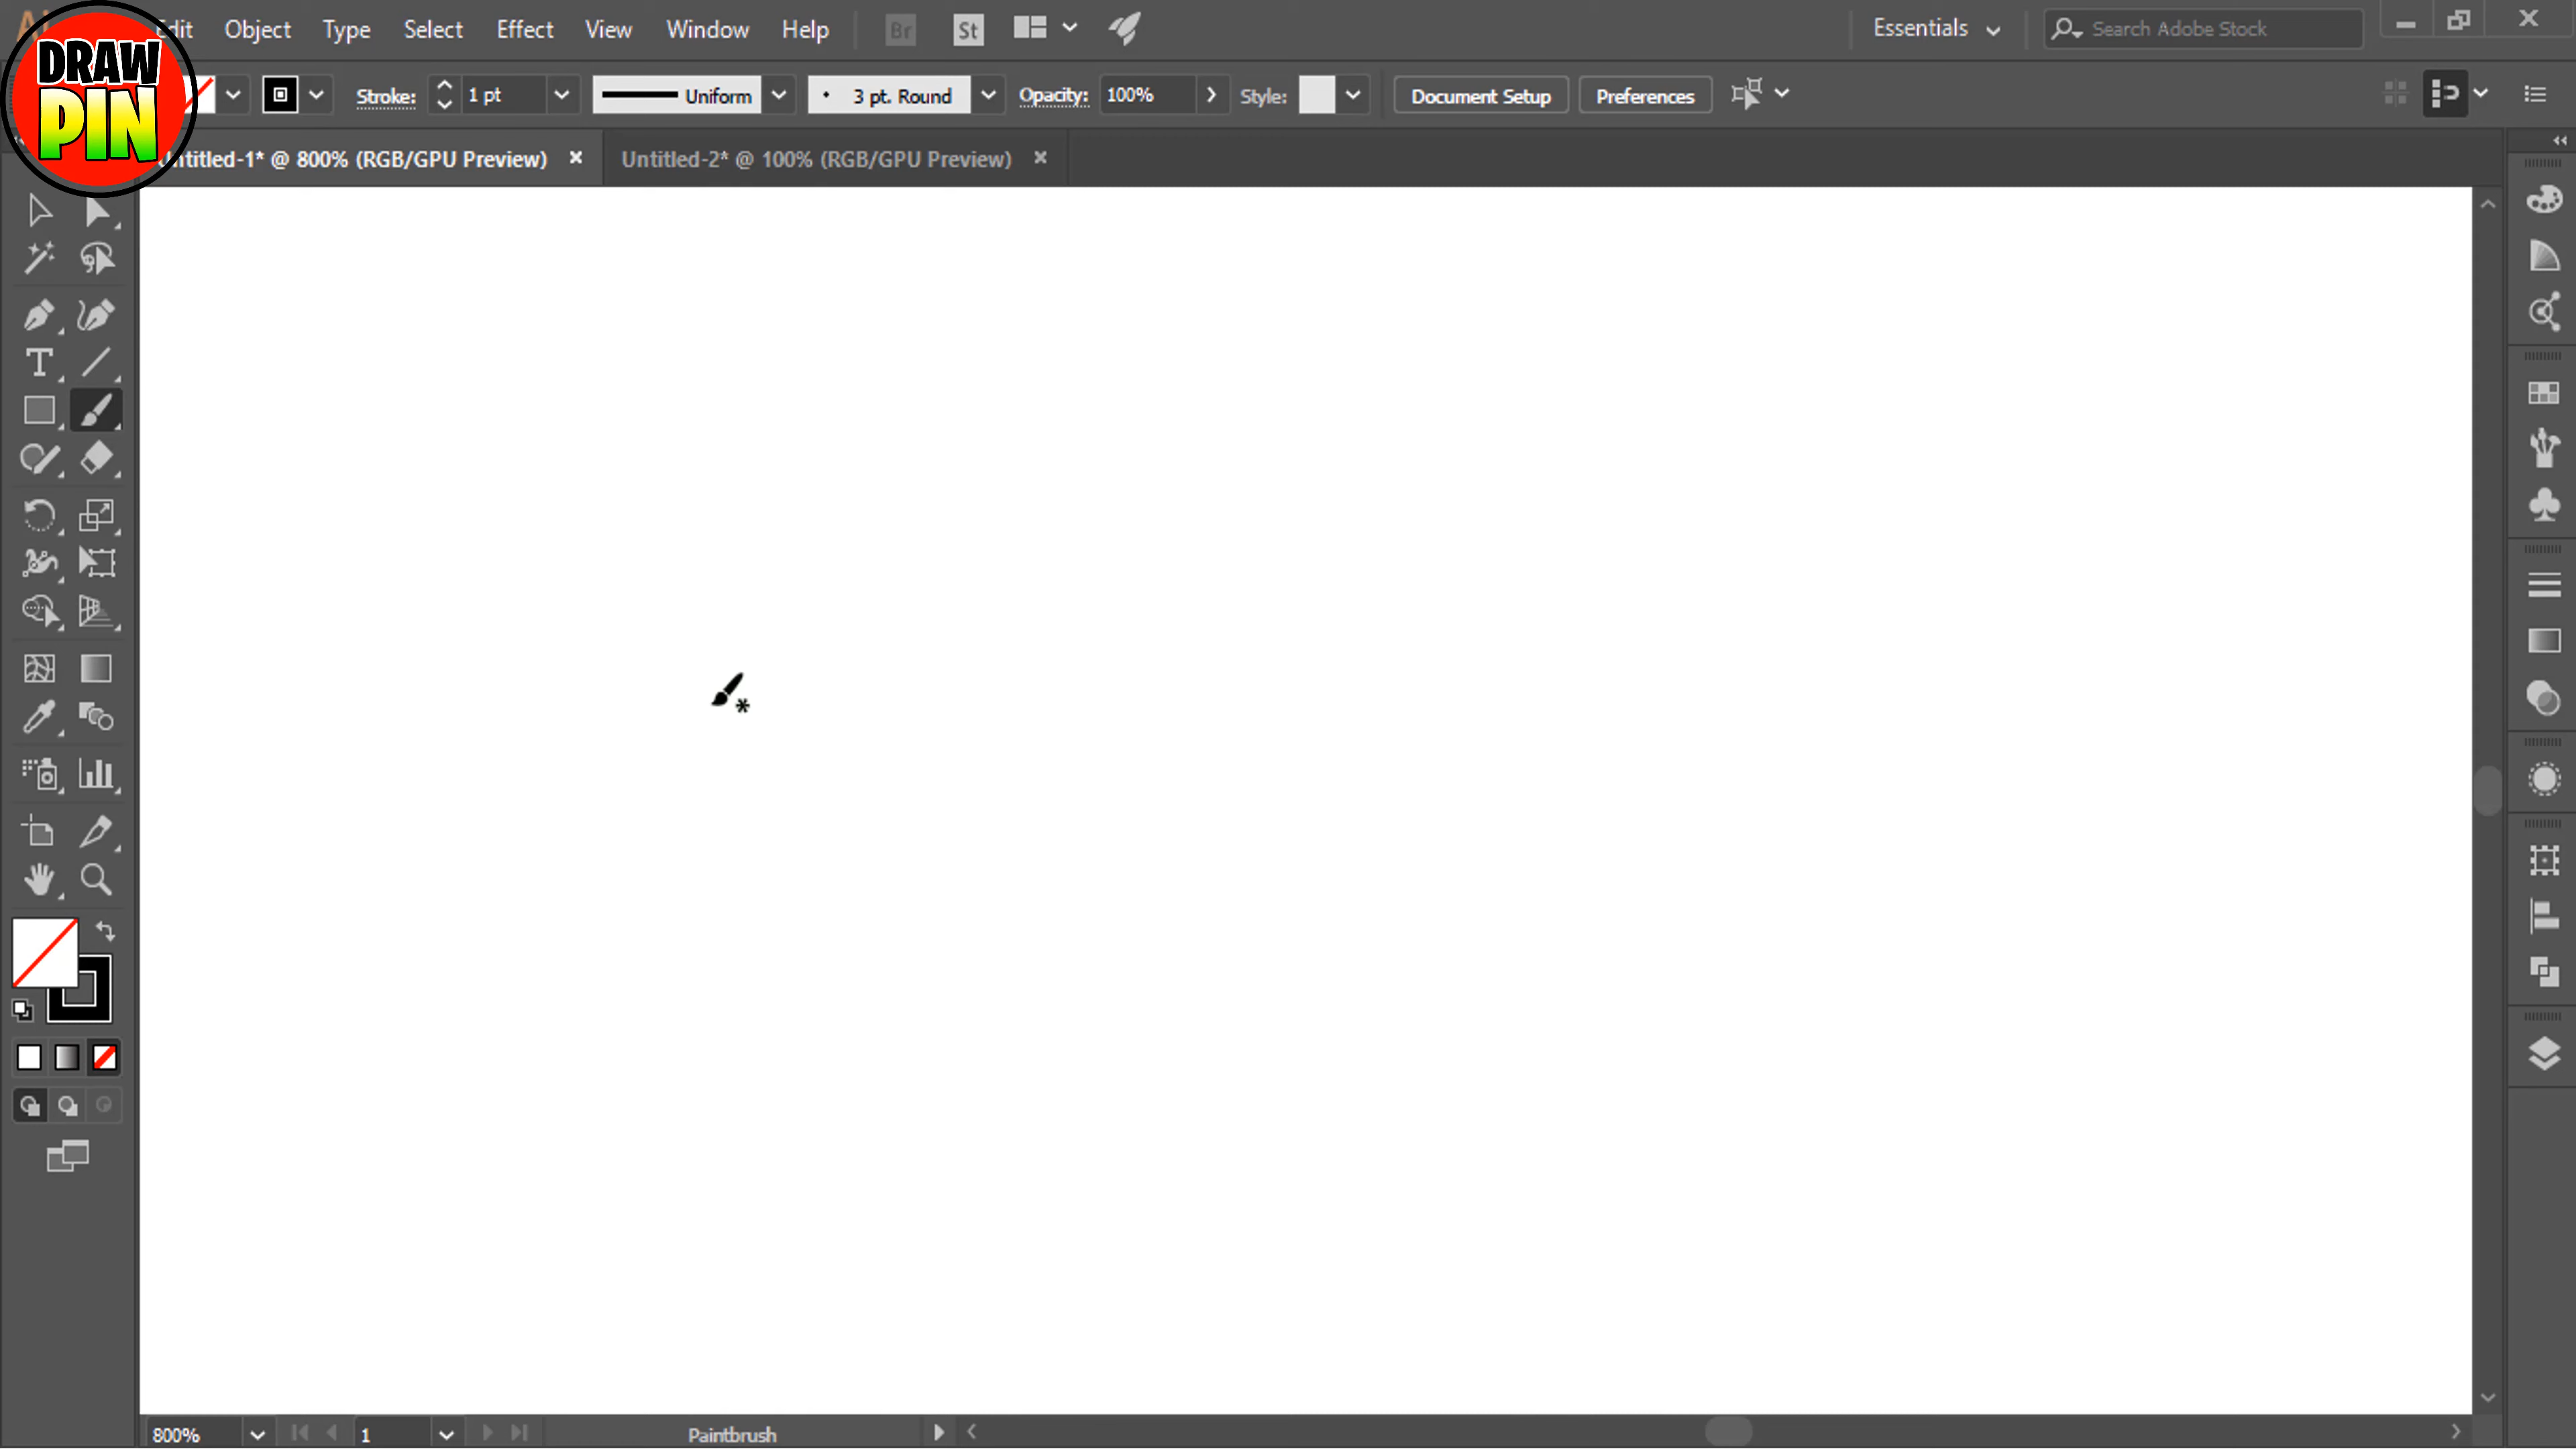 DRAW
PIN
Edit Object Type Select Effect View Window Help Br St Essentials Search Adobe Stock
Stroke: 1 pt Uniform 3 pt. Round Opacity: 100% Style: Document Setup Preferences
Untitled-1* @ 800% (RGB/GPU Preview) × Untitled-2* @ 100% (RGB/GPU Preview) ×
T
800% 1 Paintbrush